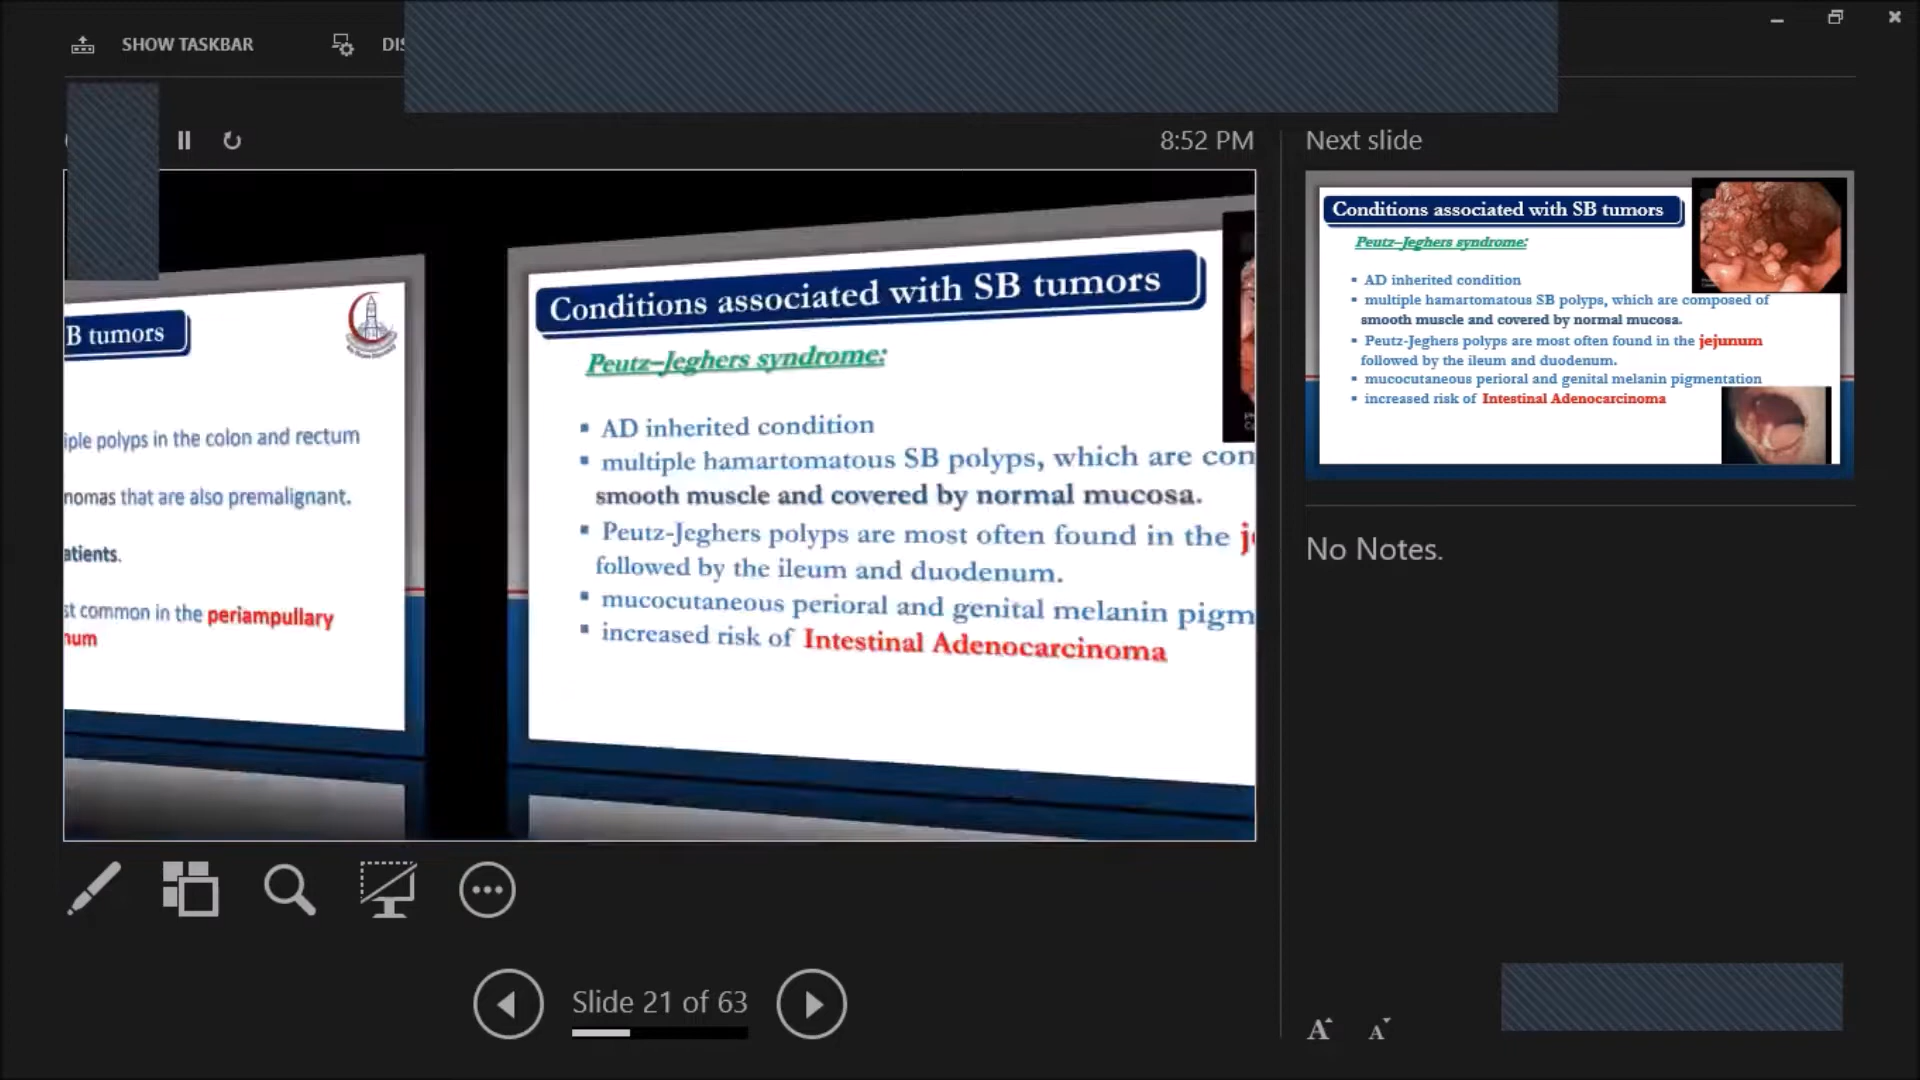 SHOW TASKBAR
8:52 PM
Next slide
B tumors
iple polyps in the colon and rectum
nomas that are also premalignant.
atients.
st common in the periampullary
num
Conditions associated with SB tumors
Peutz–Jeghers syndrome:
▪ AD inherited condition
▪ multiple hamartomatous SB polyps, which are con
smooth muscle and covered by normal mucosa.
▪ Peutz-Jeghers polyps are most often found in the j
followed by the ileum and duodenum.
▪ mucocutaneous perioral and genital melanin pigm
▪ increased risk of Intestinal Adenocarcinoma
Conditions associated with SB tumors
Peutz–Jeghers syndrome:
▪ AD inherited condition
▪ multiple hamartomatous SB polyps, which are composed of
smooth muscle and covered by normal mucosa.
▪ Peutz-Jeghers polyps are most often found in the jejunum
followed by the ileum and duodenum.
▪ mucocutaneous perioral and genital melanin pigmentation
▪ increased risk of Intestinal Adenocarcinoma
No Notes.
Slide 21 of 63
A A